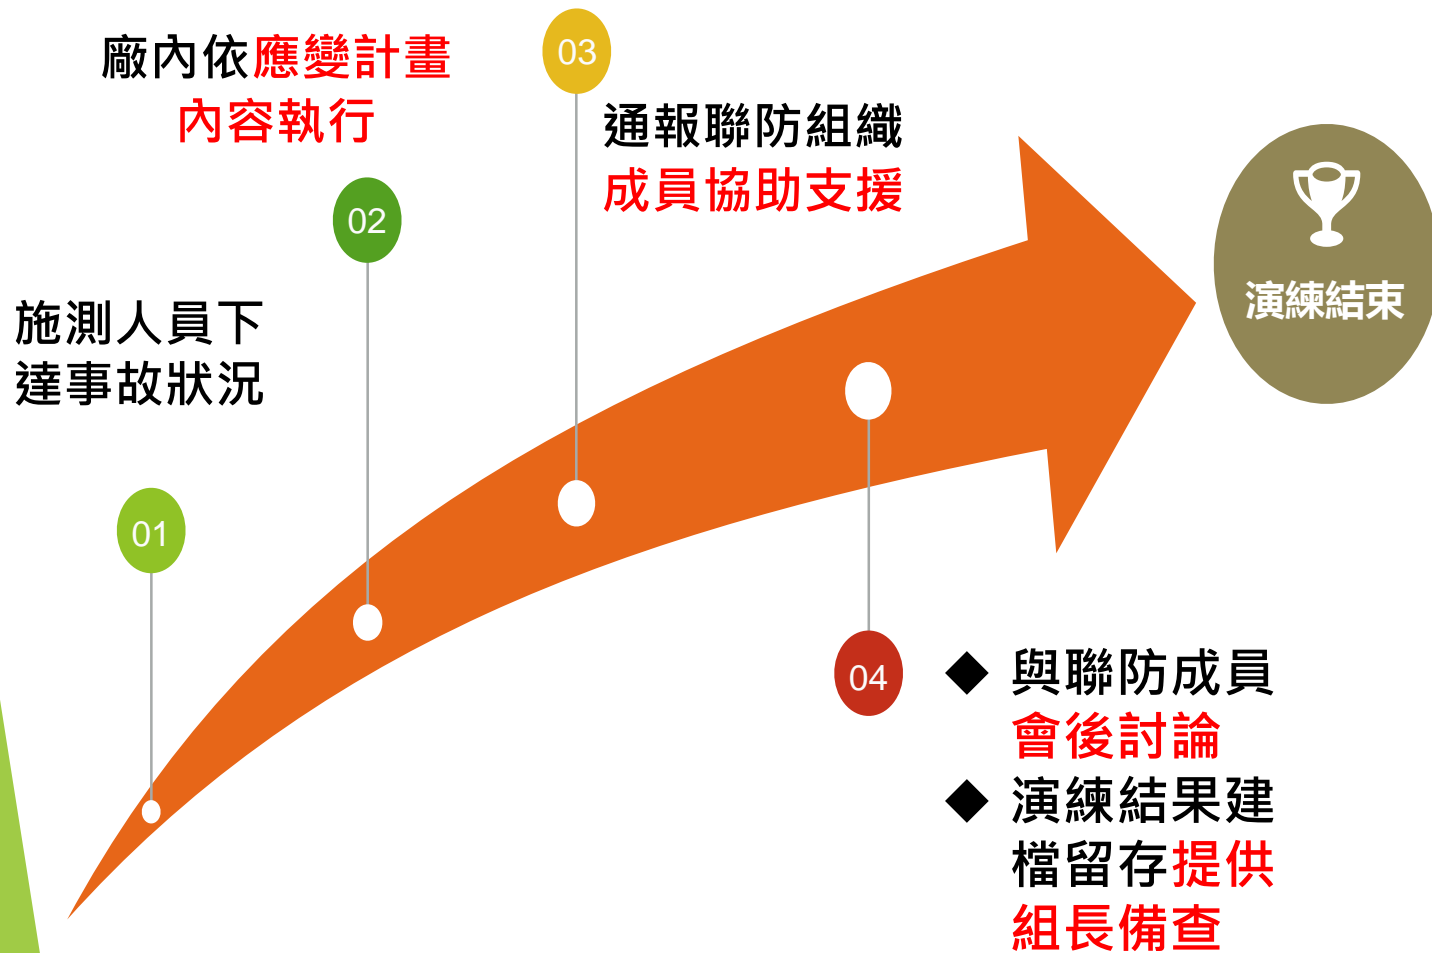 01
施測人員下
達事故狀況
02
廠內依應變計畫
內容執行
03
通報聯防組織
成員協助支援
04
◆ 與聯防成員
會後討論
◆ 演練結果建
檔留存提供
組長備查
演練結束